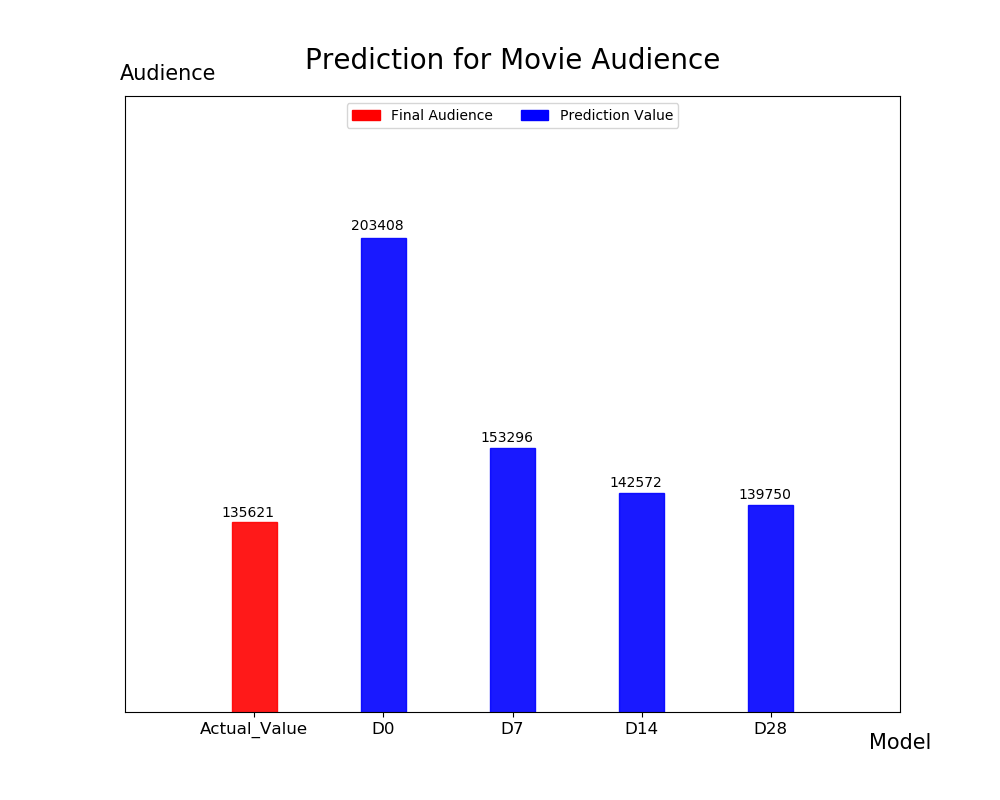 Prediction for Movie Audience
Audience
Final Audience Prediction Value
203408
153296
142572
139750
135621
Actual_Value D0 D7 D14 D28
Model